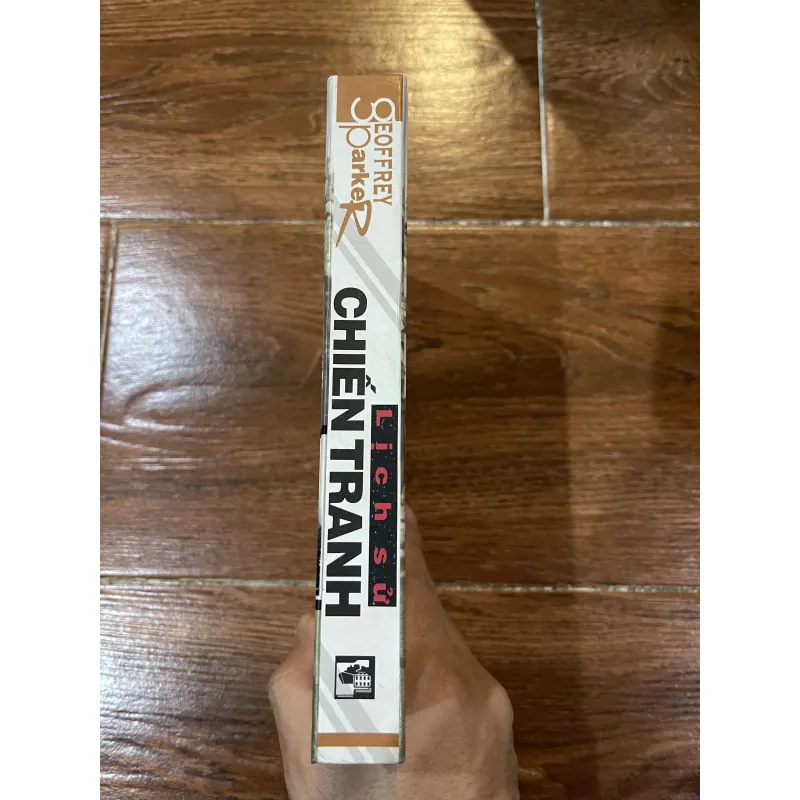 GEOFFREY
ParkeR
Lịch sử
CHIẾN TRANH